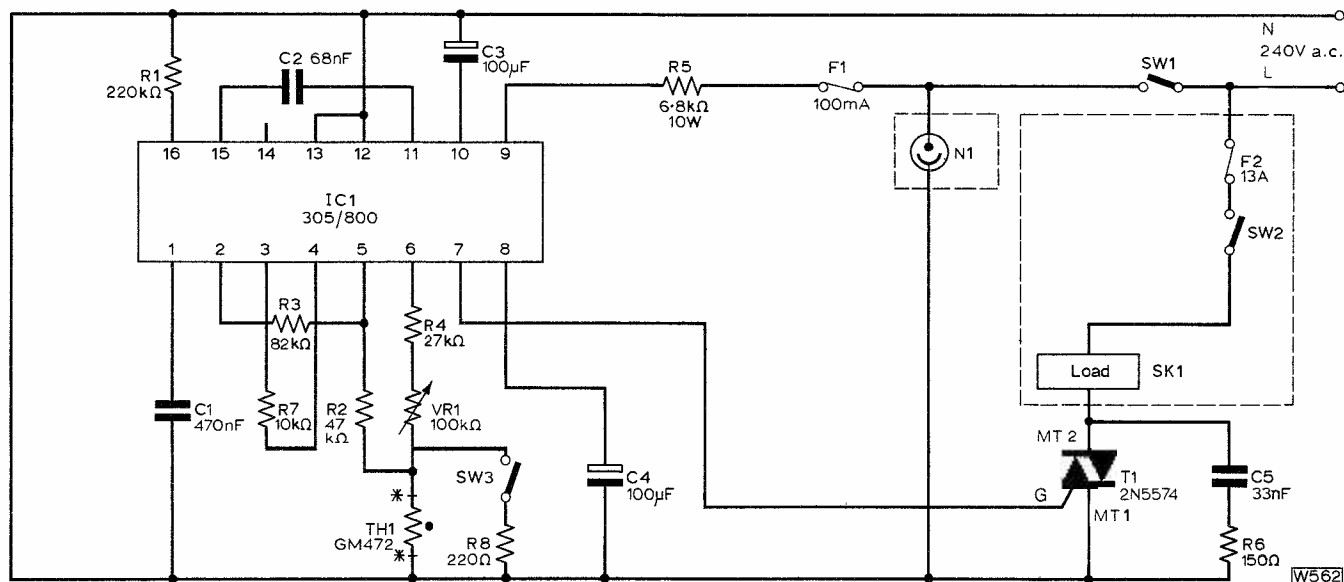 N
240V a.c.
L
SW1
R1
220kΩ
C2 68nF
C3
100µF
R5
6·8kΩ
10W
F1
100mA
16 15 14 13 12 11 10 9
IC1
305/800
1 2 3 4 5 6 7 8
N1
F2
13A
SW2
R3
82kΩ
R4
27kΩ
Load
SK1
C1
470nF
R7
10kΩ
R2
47
kΩ
VR1
100kΩ
SW3
C4
100µF
MT2
G
T1
2N5574
MT1
C5
33nF
*
TH1
GM472
*
R8
220Ω
R6
150Ω
W562